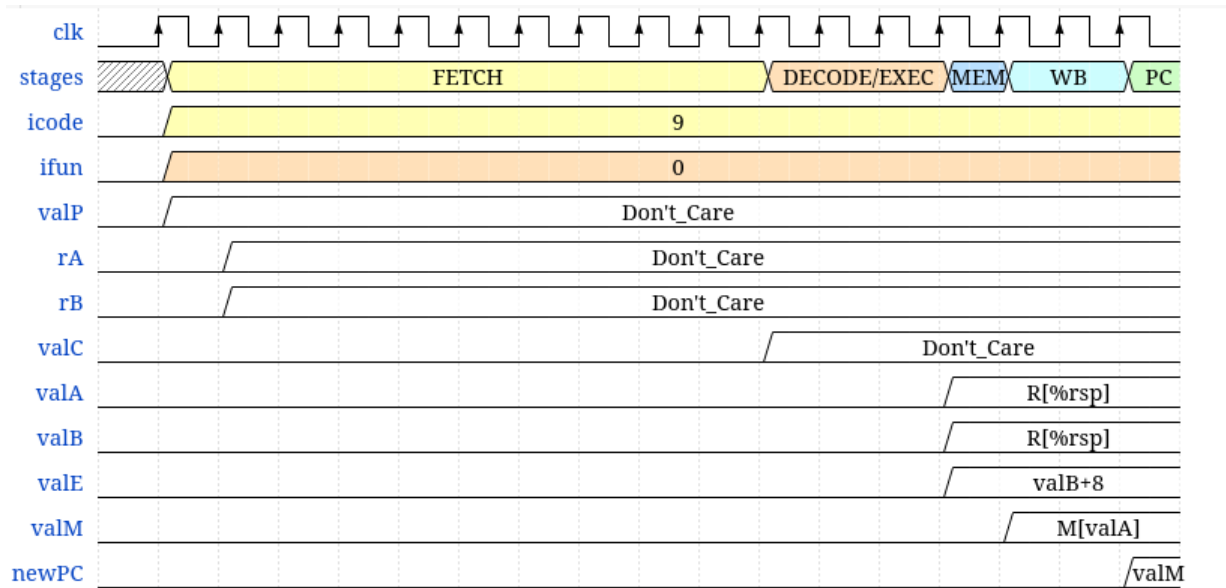 clk
stages FETCH DECODE/EXEC MEM WB PC
icode 9
ifun 0
valP Don't_Care
rA Don't_Care
rB Don't_Care
valC Don't_Care
valA R[%rsp]
valB R[%rsp]
valE valB+8
valM M[valA]
newPC valM